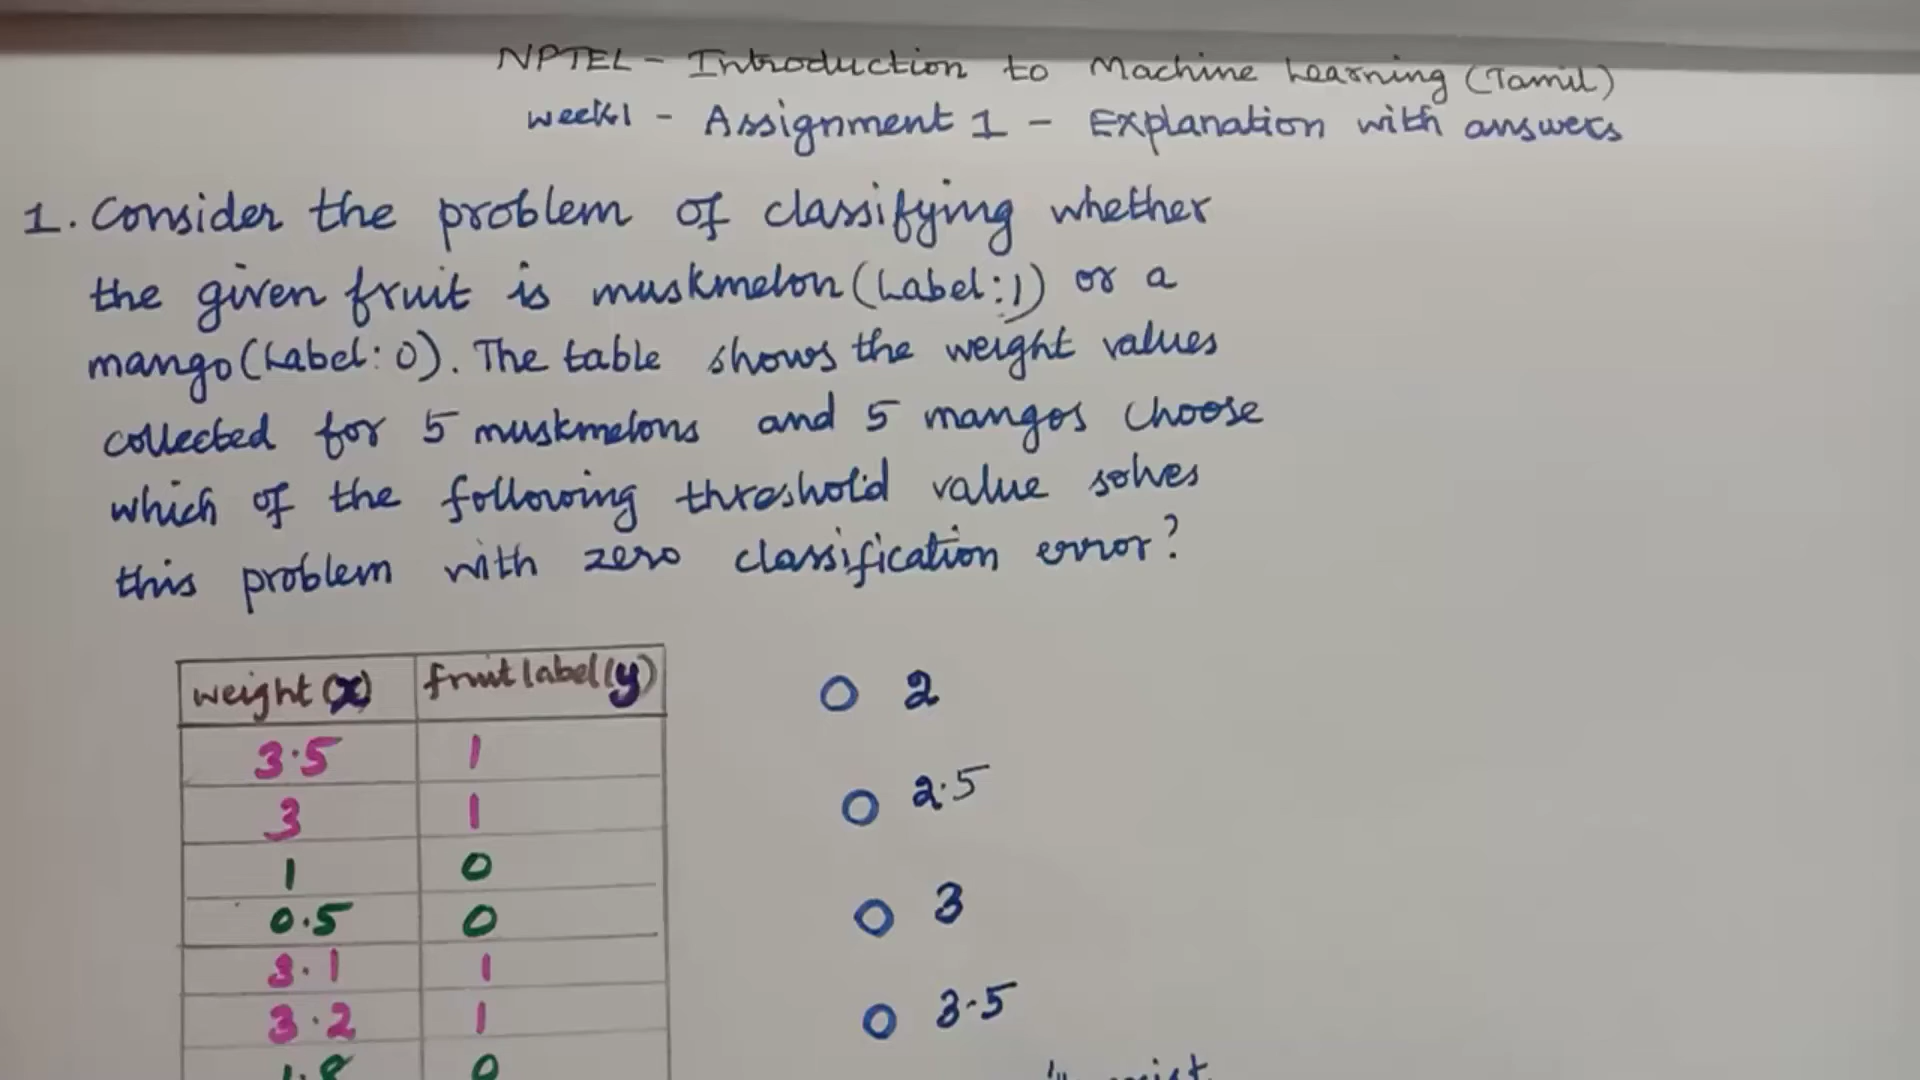 NPTEL - Introduction to Machine Learning (Tamil)
week1 - Assignment 1 - Explanation with answers
1. Consider the problem of classifying whether
the given fruit is muskmelon (Label:1) or a
mango (Label:0). The table shows the weight values
collected for 5 muskmelons and 5 mangos choose
which of the following threshold value solves
this problem with zero classification error?
weight (x) fruit label (y)
3.5 1
3 1
1 0
0.5 0
3.1 1
3.2 1
1.8 0
2
2.5
3
3.5